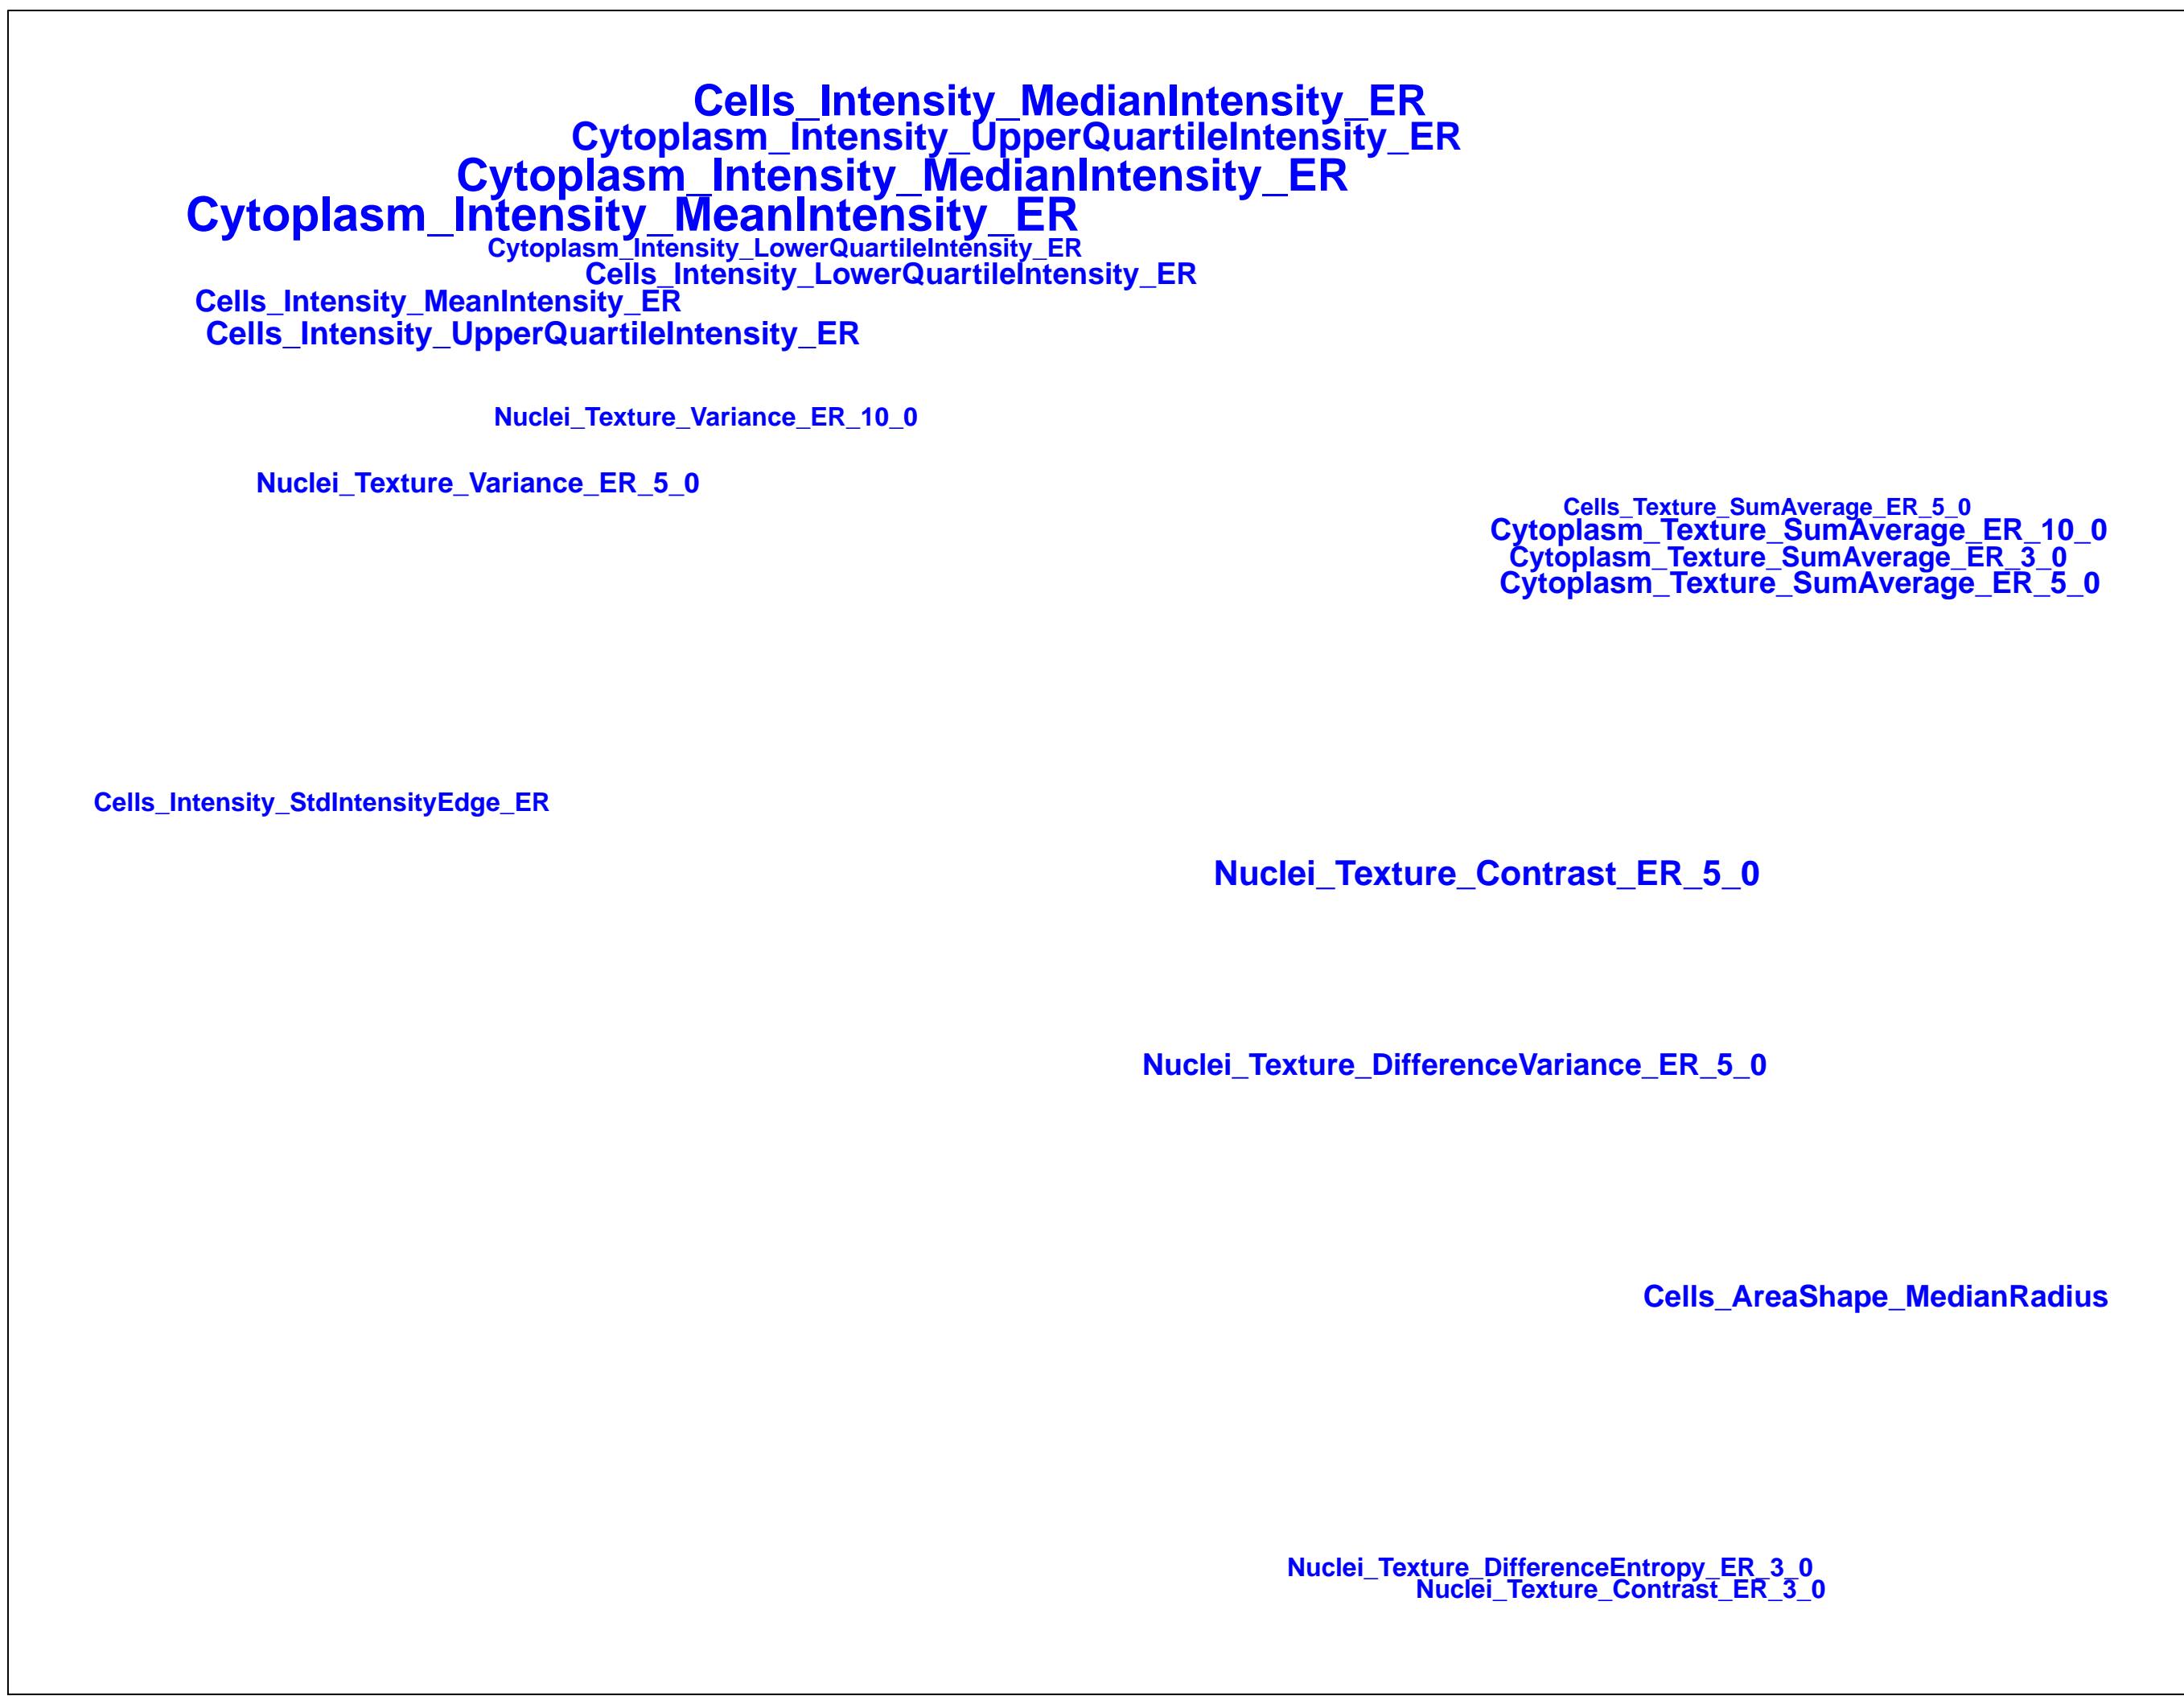 Cells_Intensity_MedianIntensity_ER
Cytoplasm_Intensity_UpperQuartileIntensity_ER
Cytoplasm_Intensity_MedianIntensity_ER
Cytoplasm_Intensity_MeanIntensity_ER
Cytoplasm_Intensity_LowerQuartileIntensity_ER
Cells_Intensity_LowerQuartileIntensity_ER
Cells_Intensity_MeanIntensity_ER
Cells_Intensity_UpperQuartileIntensity_ER
Nuclei_Texture_Variance_ER_10_0
Nuclei_Texture_Variance_ER_5_0
Cells_Texture_SumAverage_ER_5_0
Cytoplasm_Texture_SumAverage_ER_10_0
Cytoplasm_Texture_SumAverage_ER_3_0
Cytoplasm_Texture_SumAverage_ER_5_0
Cells_Intensity_StdIntensityEdge_ER
Nuclei_Texture_Contrast_ER_5_0
Nuclei_Texture_DifferenceVariance_ER_5_0
Cells_AreaShape_MedianRadius
Nuclei_Texture_DifferenceEntropy_ER_3_0
Nuclei_Texture_Contrast_ER_3_0